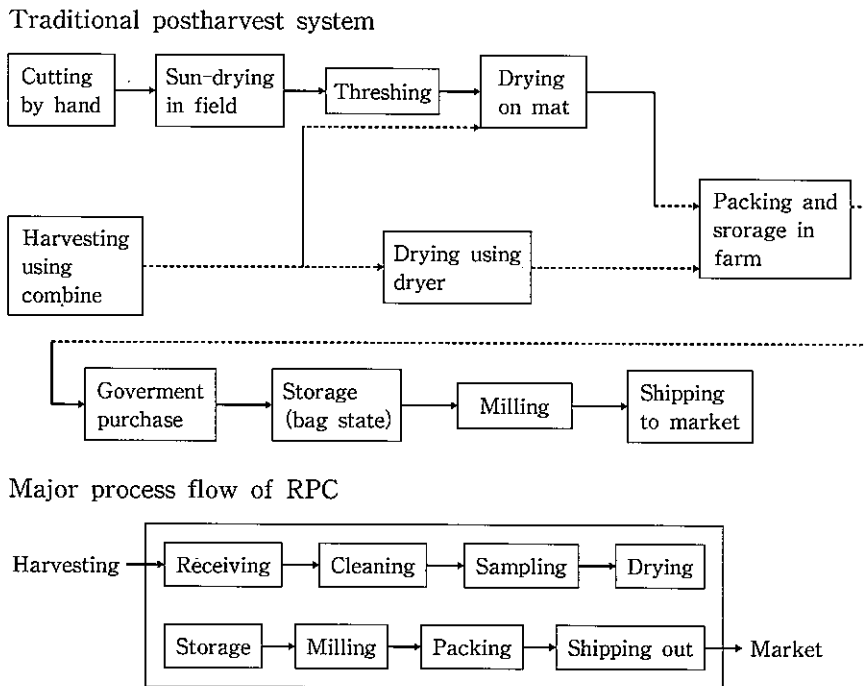 Traditional postharvest system
Cutting
by hand
Sun-drying
in field
Threshing
Drying
on mat
Harvesting
using
combine
Drying using
dryer
Packing and
srorage in
farm
Goverment
purchase
Storage
(bag state)
Milling
Shipping
to market
Major process flow of RPC
Harvesting
Receiving
Cleaning
Sampling
Drying
Storage
Milling
Packing
Shipping out
Market